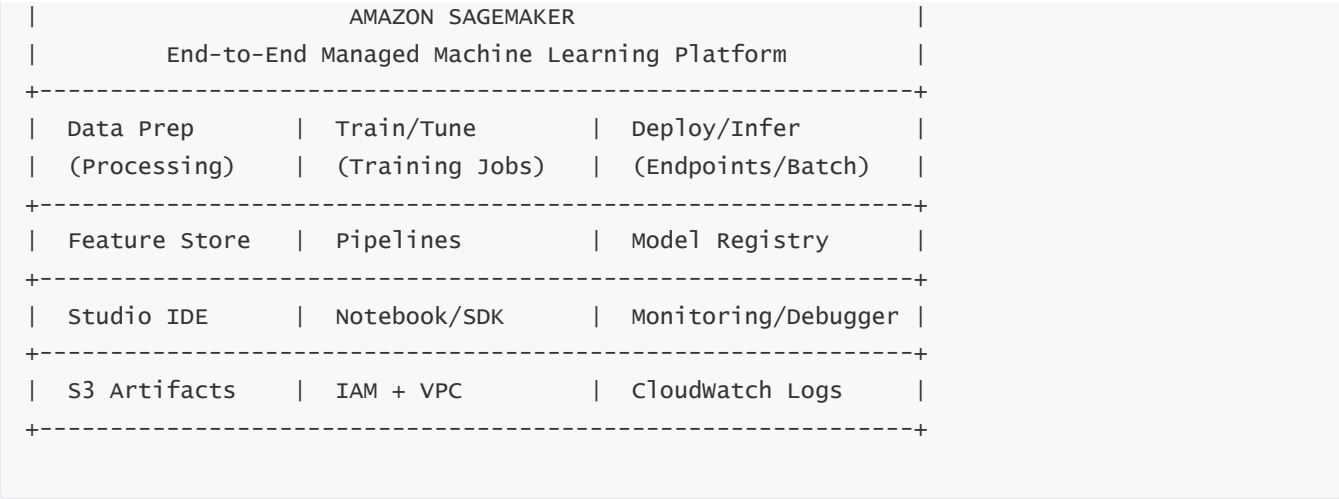 |                      AMAZON SAGEMAKER                        |
|         End-to-End Managed Machine Learning Platform         |
+--------------------------------------------------------------+
|  Data Prep       |  Train/Tune        |  Deploy/Infer        |
|  (Processing)    |  (Training Jobs)   |  (Endpoints/Batch)   |
+--------------------------------------------------------------+
|  Feature Store   |  Pipelines         |  Model Registry      |
+--------------------------------------------------------------+
|  Studio IDE      |  Notebook/SDK      |  Monitoring/Debugger |
+--------------------------------------------------------------+
|  S3 Artifacts    |  IAM + VPC         |  CloudWatch Logs     |
+--------------------------------------------------------------+